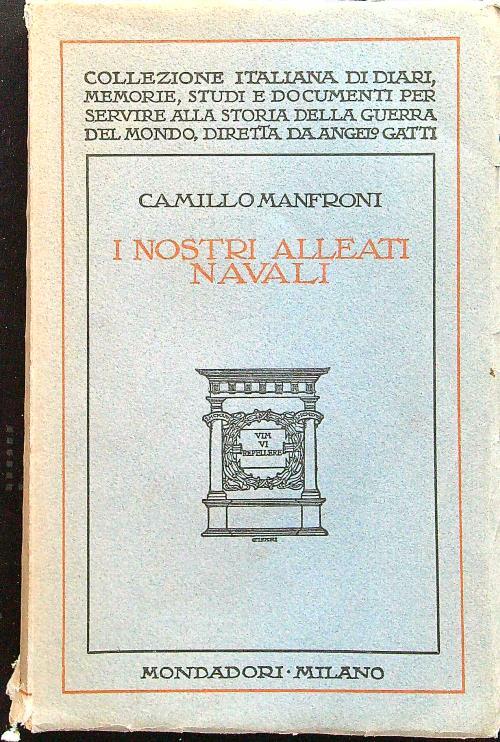 COLLEZIONE ITALIANA DI DIARI,
MEMORIE, STUDI E DOCUMENTI PER
SERVIRE ALLA STORIA DELLA GUERRA
DEL MONDO, DIRETTA DA ANGELO GATTI
CAMILLO MANFRONI
I NOSTRI ALLEATI
NAVALI
VIM
VI
REPELLERE
MONDADORI · MILANO